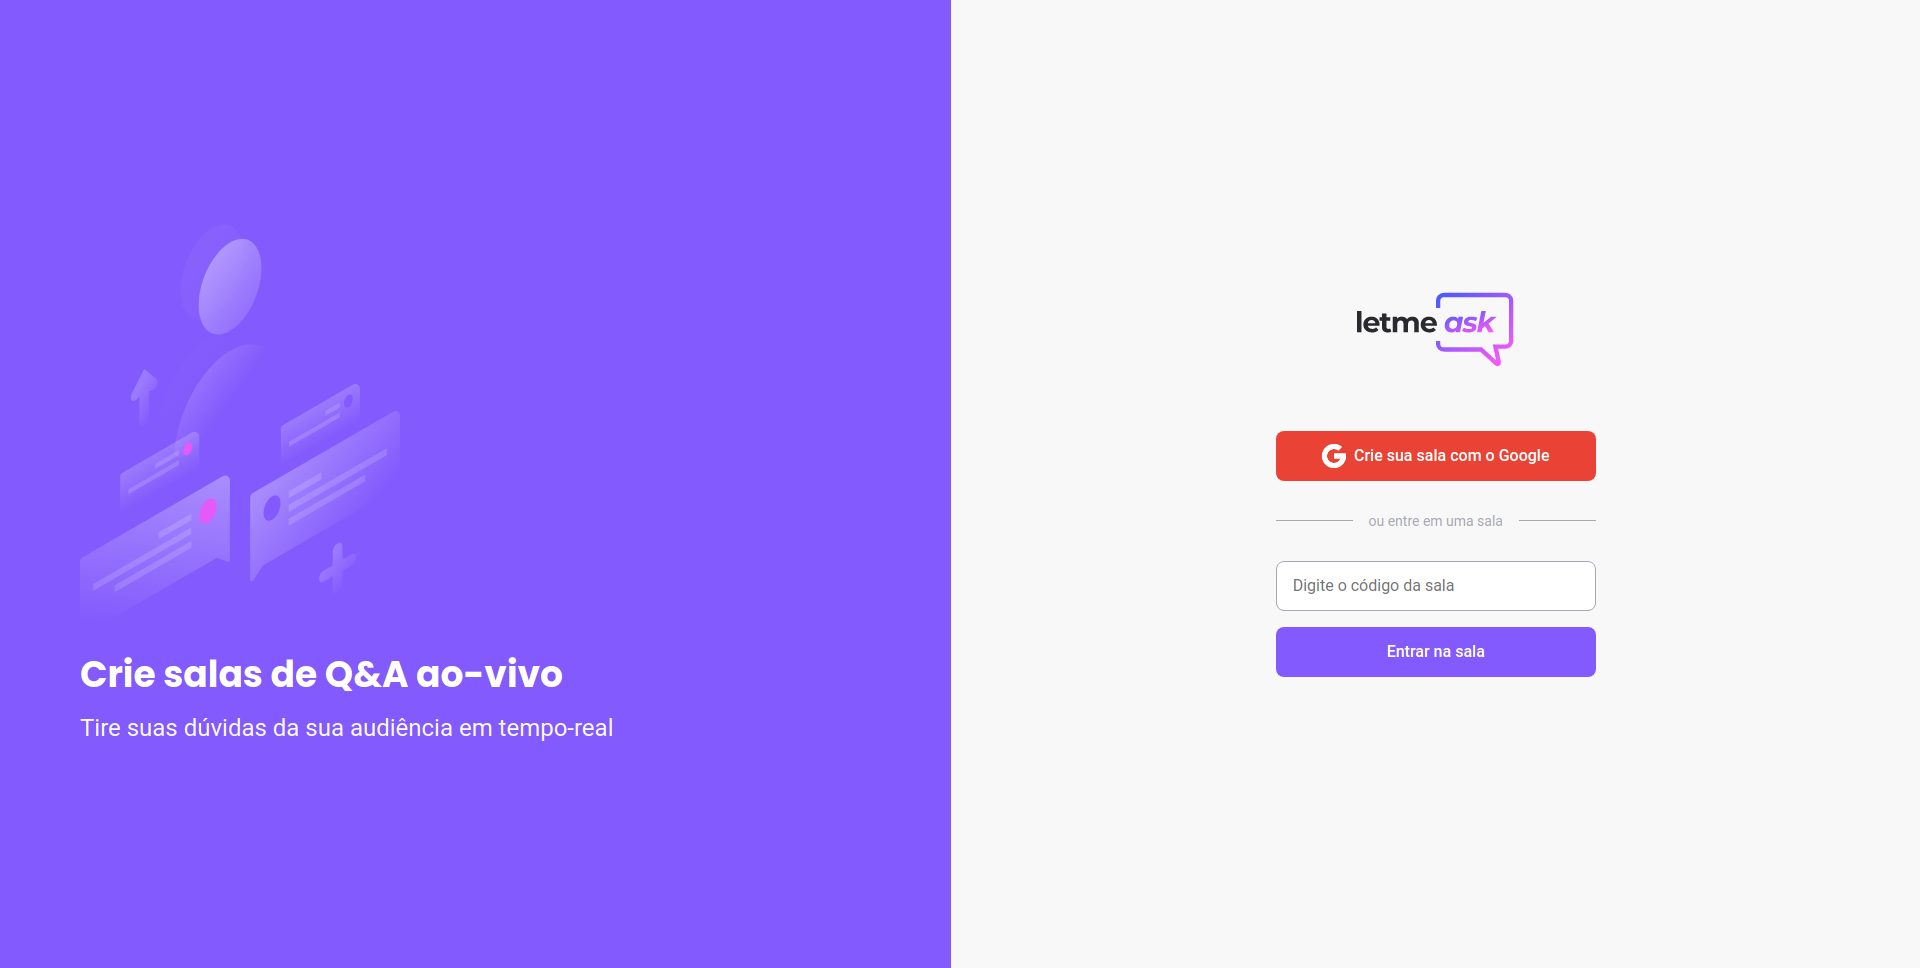 Crie salas de Q&A ao-vivo
Tire suas dúvidas da sua audiência em tempo-real
letme ask
Crie sua sala com o Google
ou entre em uma sala
Digite o código da sala
Entrar na sala